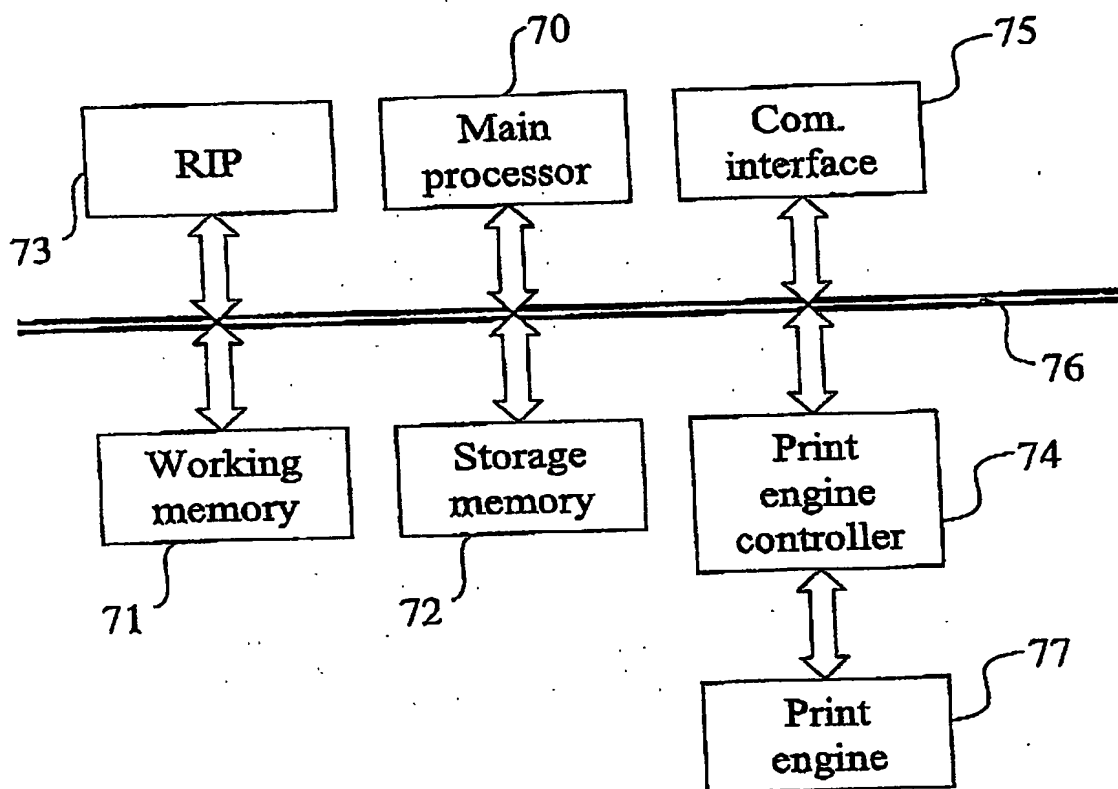 70
75
RIP
Main
processor
Com.
interface
73
76
Working
memory
Storage
memory
Print
engine
controller
74
71
72
77
Print
engine